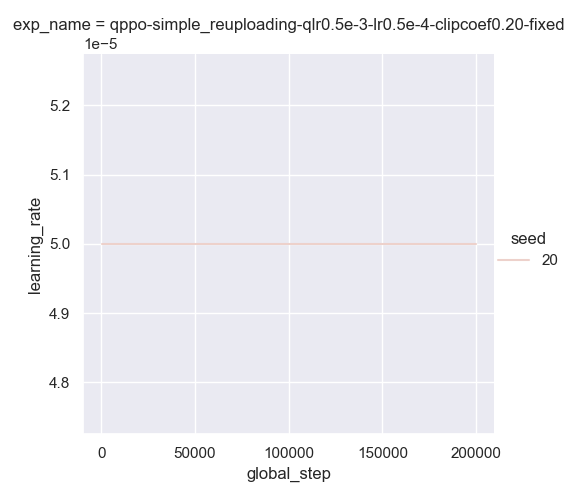 exp_name = qppo-simple_reuploading-qlr0.5e-3-lr0.5e-4-clipcoef0.20-fixed
1e−5
5.2
5.1
5.0
4.9
4.8
learning_rate
seed
20
0 50000 100000 150000 200000
global_step